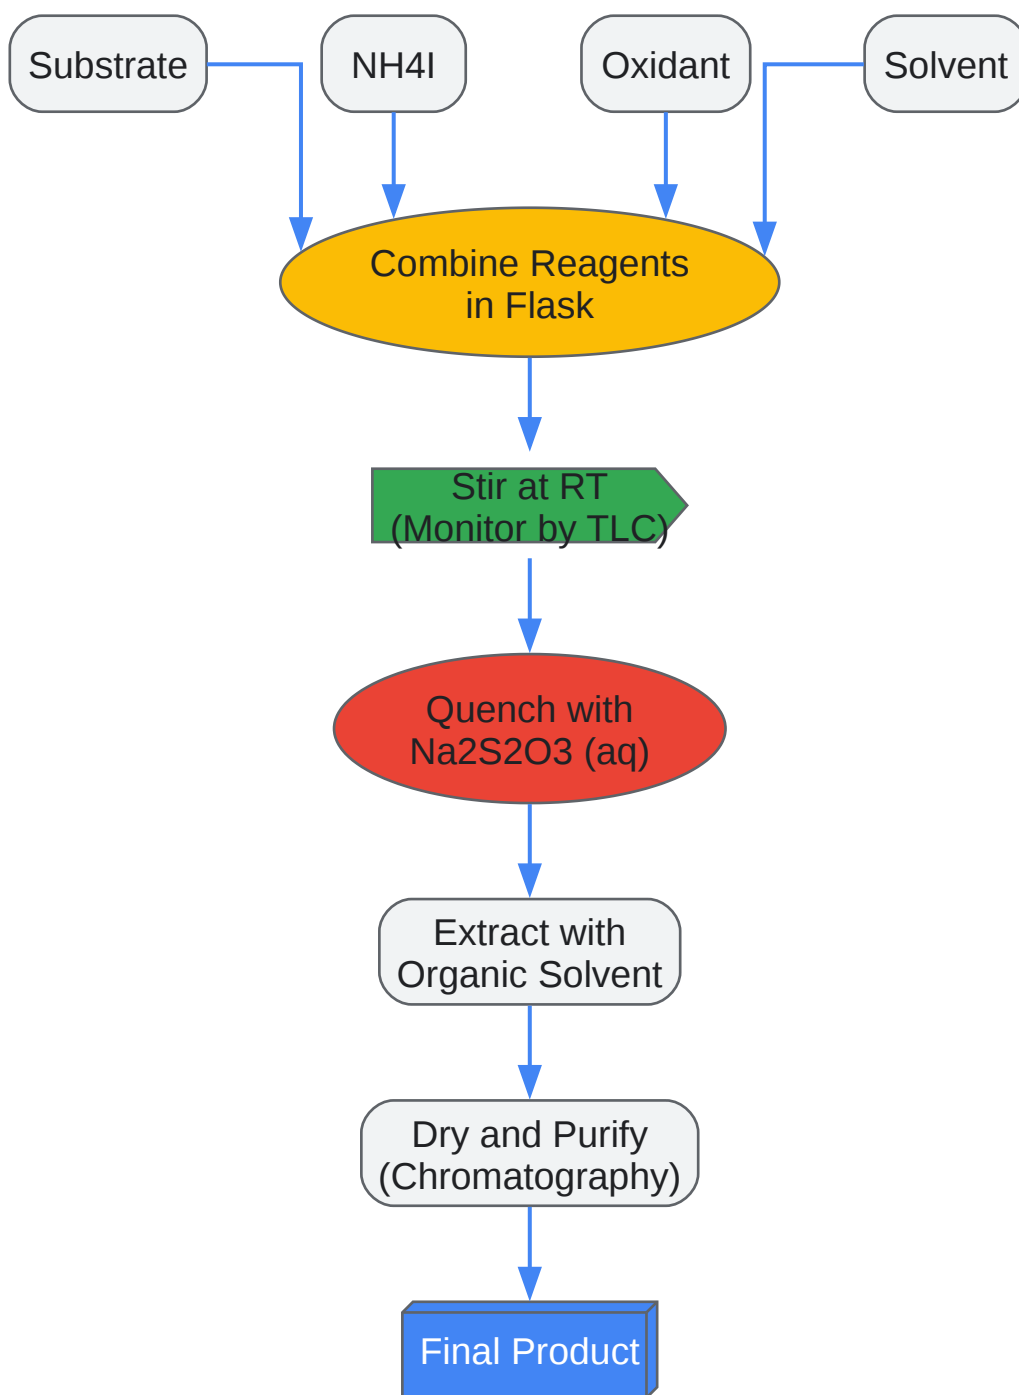 Substrate
NH4I
Oxidant
Solvent
Combine Reagents
in Flask
Stir at RT
(Monitor by TLC)
Quench with
Na2S2O3 (aq)
Extract with
Organic Solvent
Dry and Purify
(Chromatography)
Final Product